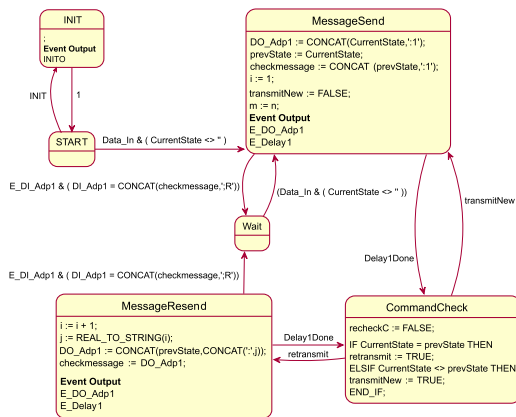 INIT
;
Event Output
INITO
INIT
1
START
Data_In & ( CurrentState <> '' )
MessageSend
DO_Adp1 := CONCAT(CurrentState,':1');
prevState := CurrentState;
checkmessage := CONCAT (prevState,':1');
i := 1;
transmitNew := FALSE;
m := n;
Event Output
E_DO_Adp1
E_Delay1
E_DI_Adp1 & ( DI_Adp1 = CONCAT(checkmessage,';R'))
(Data_In & ( CurrentState <> '' ))
transmitNew
Wait
Delay1Done
E_DI_Adp1 & ( DI_Adp1 = CONCAT(checkmessage,';R'))
MessageResend
i := i + 1;
j := REAL_TO_STRING(i);
DO_Adp1 := CONCAT(prevState,CONCAT(':',j));
checkmessage := DO_Adp1;
Event Output
E_DO_Adp1
E_Delay1
Delay1Done
retransmit
CommandCheck
recheckC := FALSE;
IF CurrentState = prevState THEN
retransmit := TRUE;
ELSIF CurrentState <> prevState THEN
transmitNew := TRUE;
END_IF;